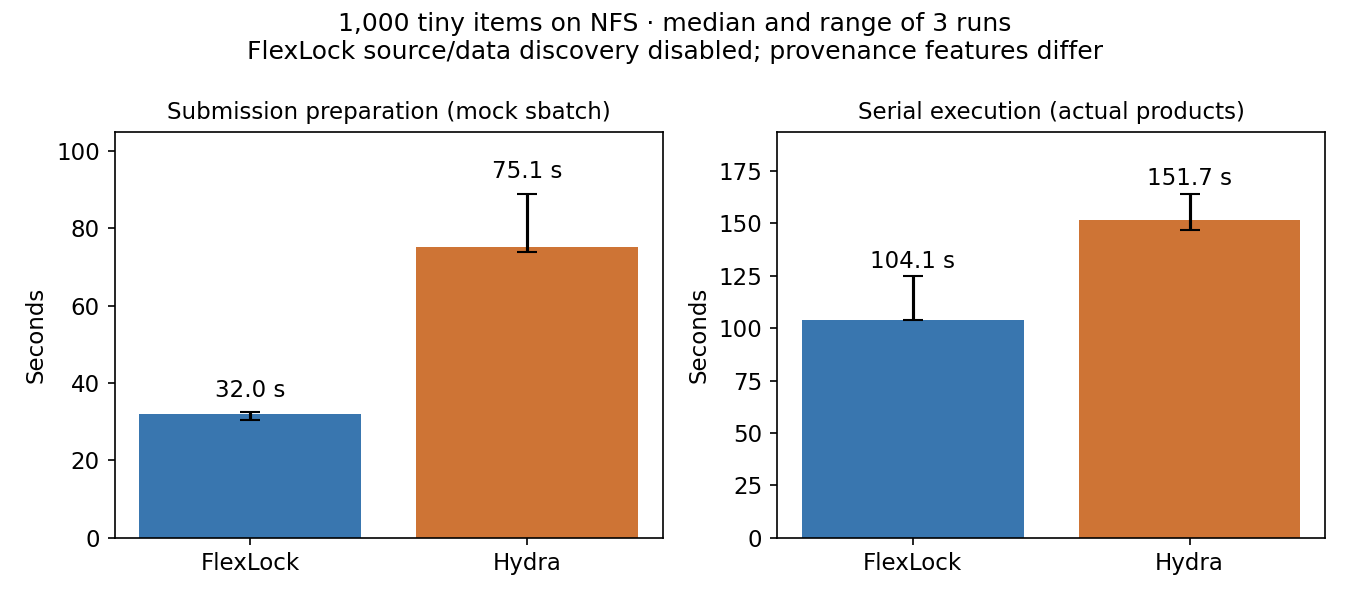 1,000 tiny items on NFS · median and range of 3 runs
FlexLock source/data discovery disabled; provenance features differ
Submission preparation (mock sbatch)
Seconds
100
80
60
40
20
0
32.0 s
75.1 s
FlexLock
Hydra
Serial execution (actual products)
Seconds
175
150
125
100
75
50
25
0
104.1 s
151.7 s
FlexLock
Hydra